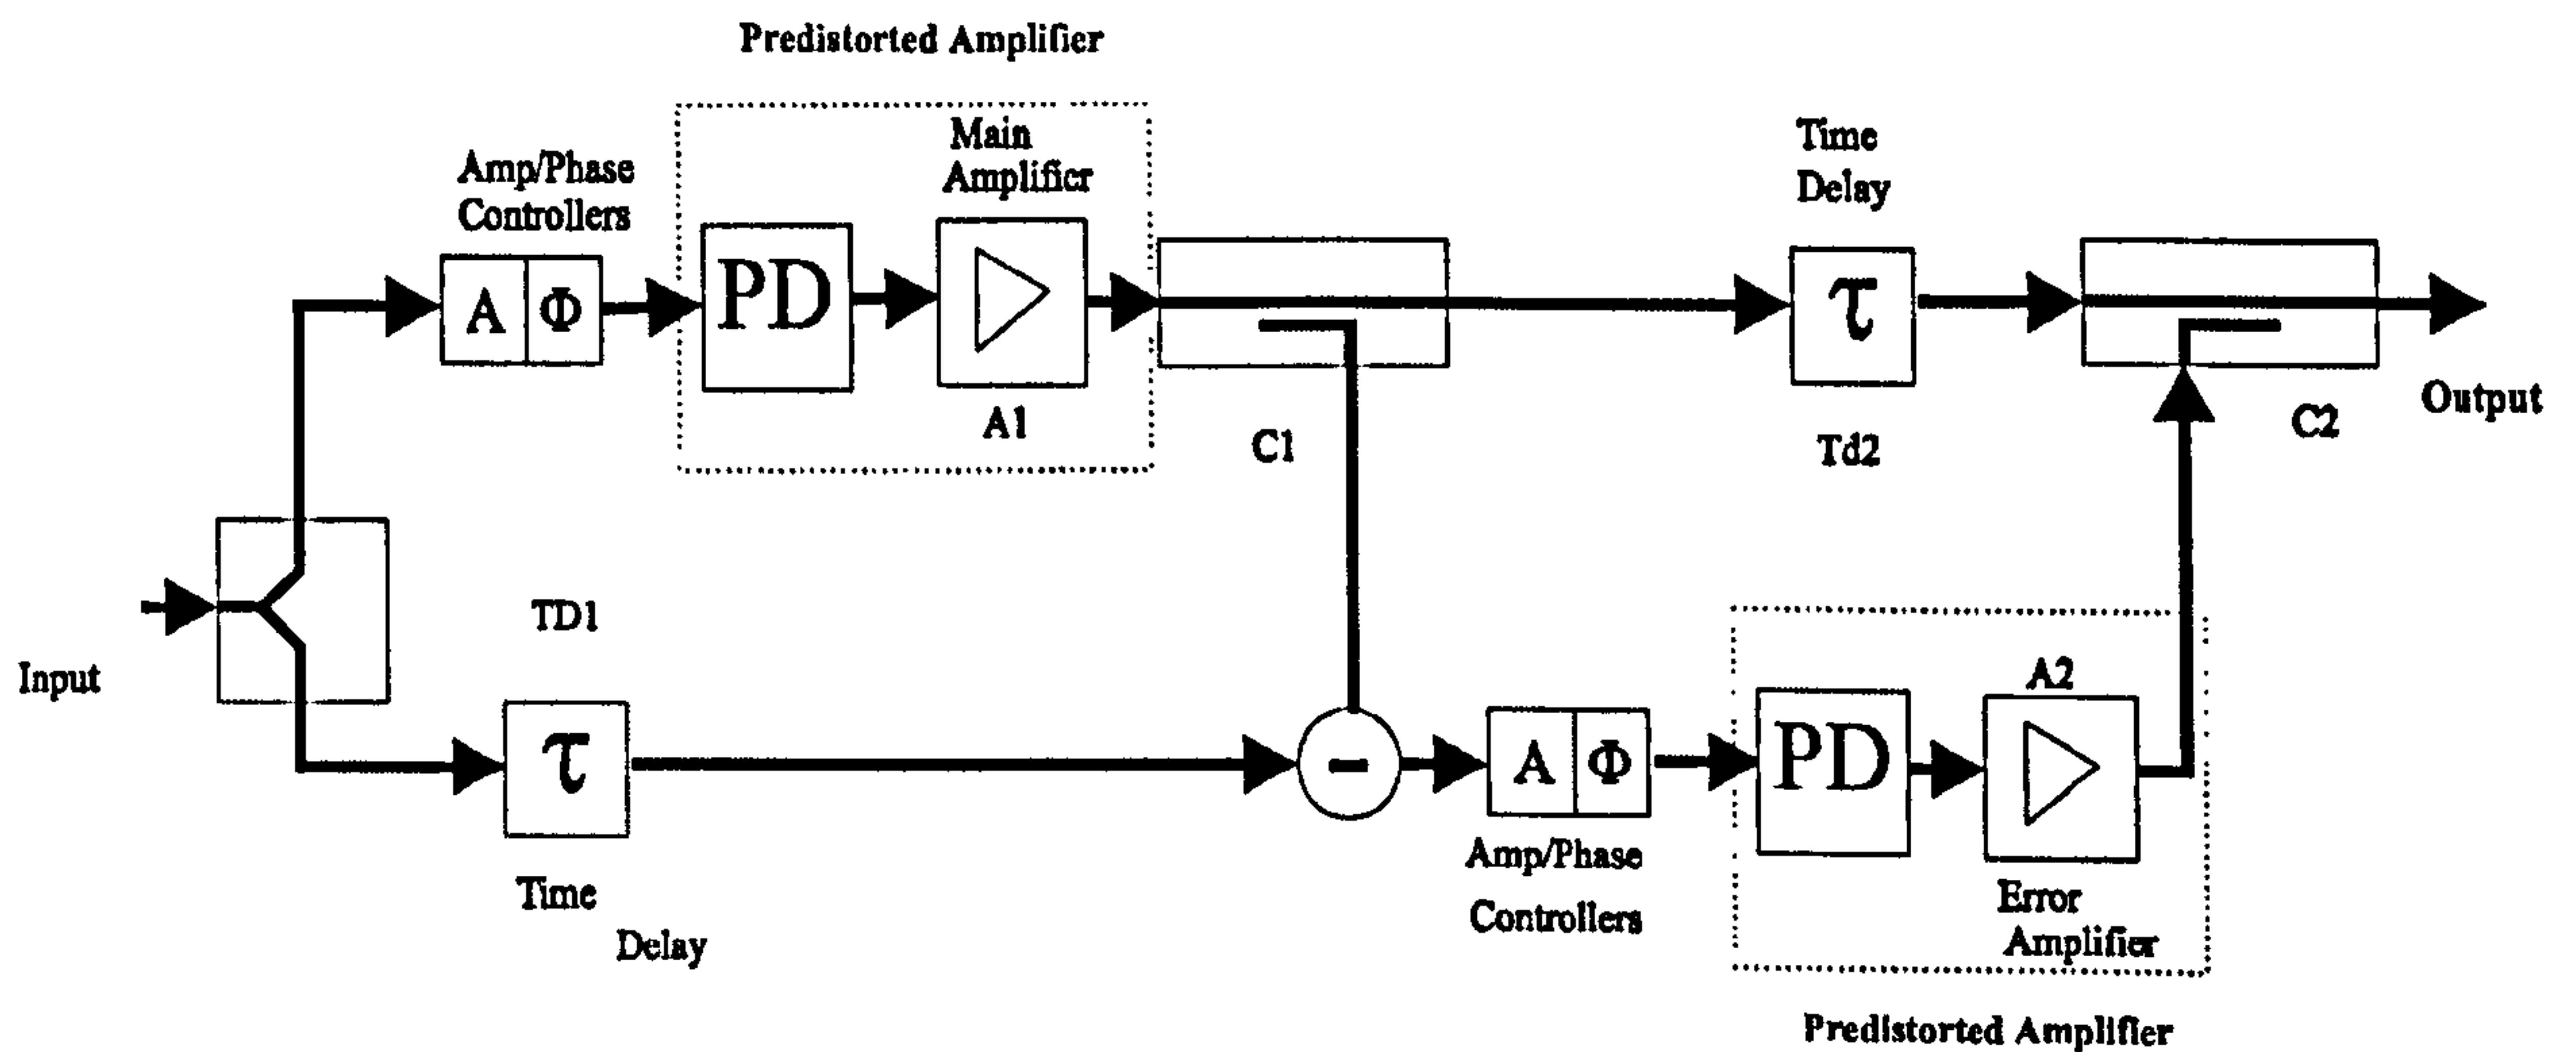 Predistorted Amplifier
Main
Amplifier
Amp/Phase
Controllers
A Φ
PD
A1
C1
Time
Delay
τ
Td2
C2
Output
Input
TD1
τ
Time
Delay
-
A Φ
Amp/Phase
Controllers
PD
A2
Error
Amplifier
Predistorted Amplifier